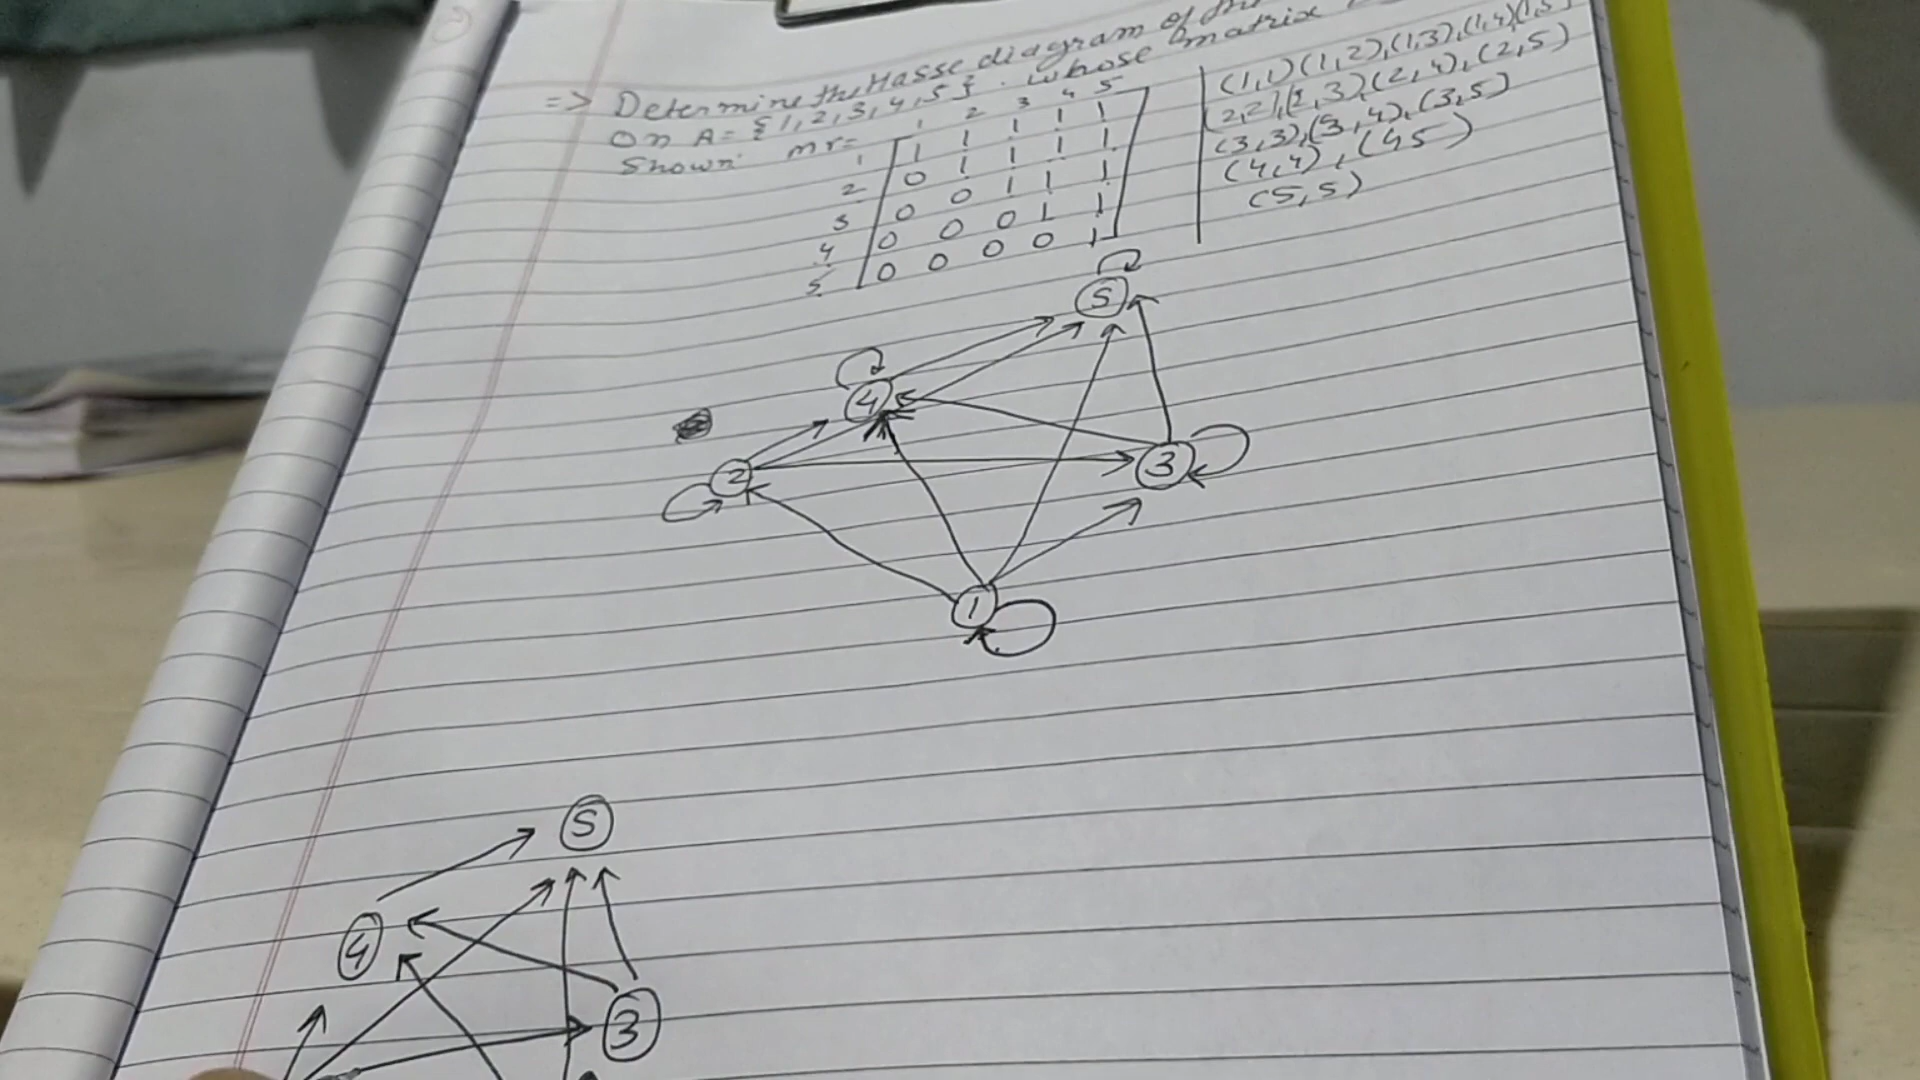 => Determine the Hasse diagram of the
on A = {1, 2, 3, 4, 5}. whose matrix
Shown: mr=
1 2 3 4 5
1 1 1 1 1 1
2 0 1 1 1 1
3 0 0 1 1 1
4 0 0 0 1 1
5 0 0 0 0 1
(1,1) (1,2), (1,3), (1,4) (1,5
(2,2), (2,3), (2,4), (2,5)
(3,3), (3,4), (3,5)
(4,4), (45)
(5,5)
5
4
2
3
1
5
4
3